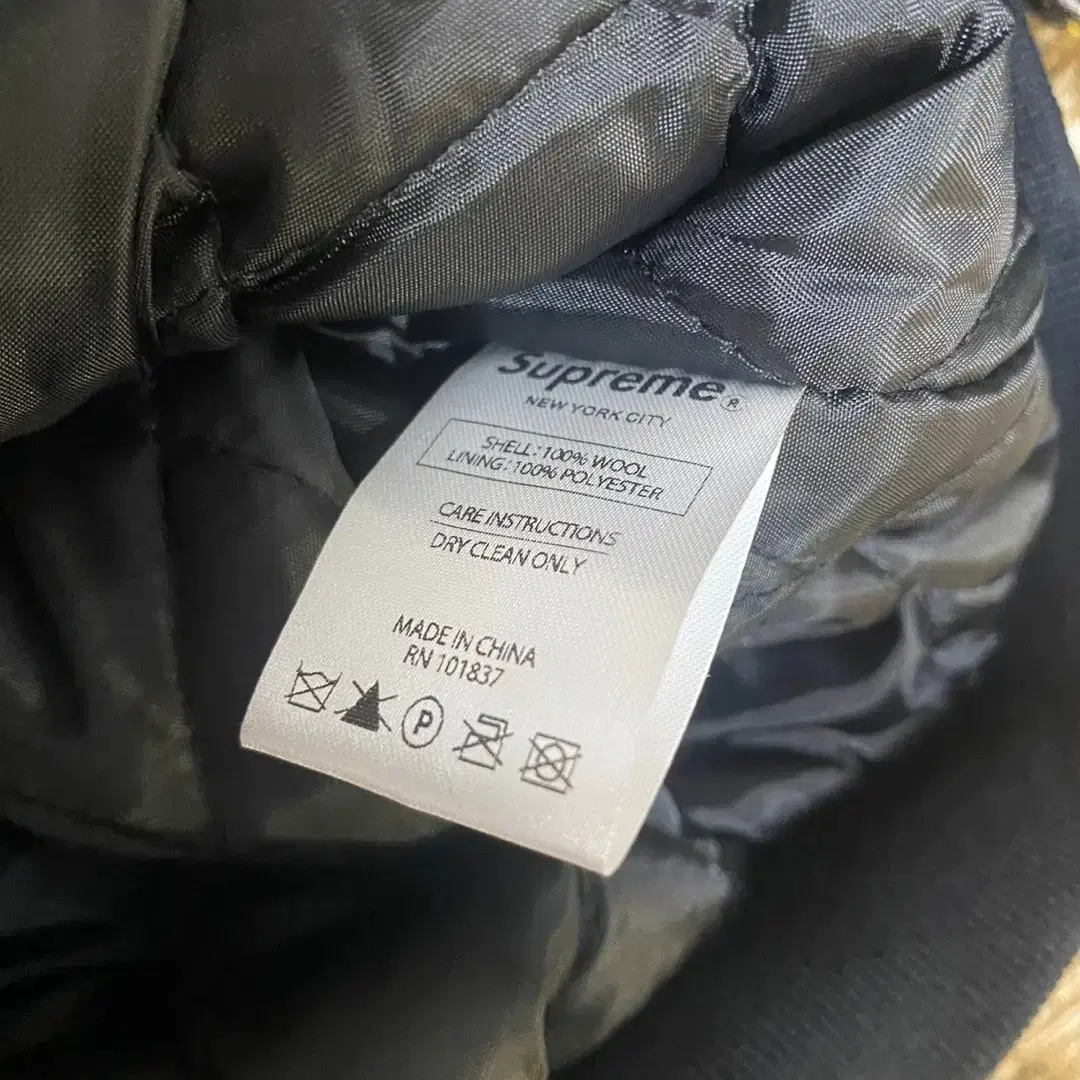 Supreme®
NEW YORK CITY
SHELL: 100% WOOL
LINING: 100% POLYESTER
CARE INSTRUCTIONS
DRY CLEAN ONLY
MADE IN CHINA
RN 101837
P